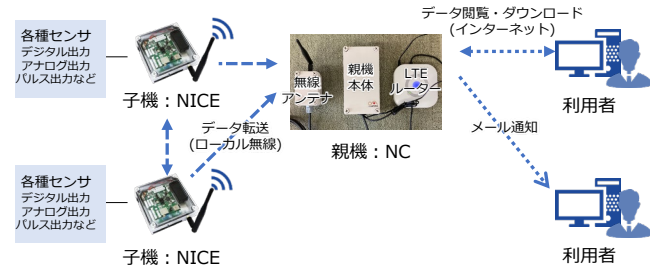 各種センサ
デジタル出力
アナログ出力
パルス出力など
子機：NICE
データ転送
(ローカル無線)
各種センサ
デジタル出力
アナログ出力
パルス出力など
子機：NICE
無線
アンテナ
親機
本体
LTE
ルーター
親機：NC
データ閲覧・ダウンロード
(インターネット)
利用者
メール通知
利用者